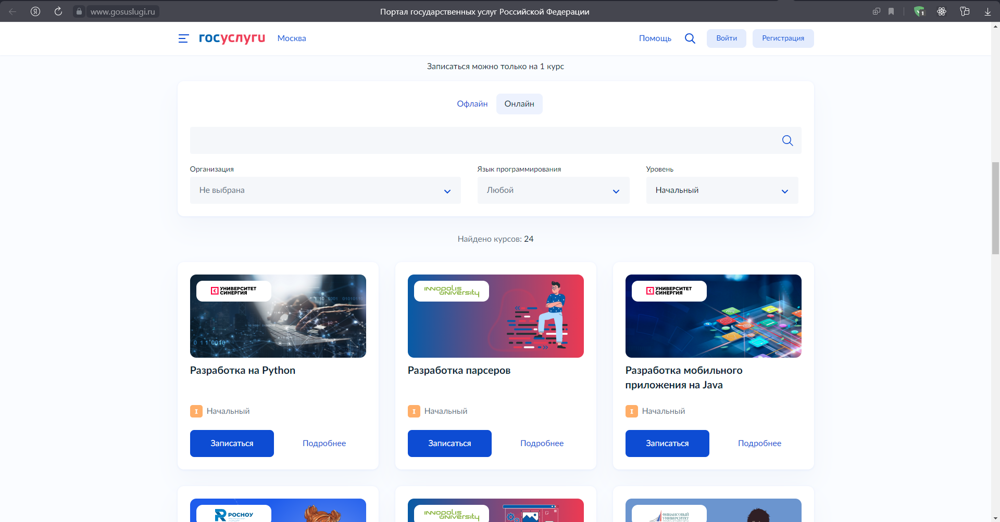 www.gosuslugi.ru
Портал государственных услуг Российской Федерации
1
госуслуги
Москва
Помощь
Войти
Регистрация
Записаться можно только на 1 курс
Офлайн
Онлайн
Организация
Язык программирования
Уровень
Не выбрана
Любой
Начальный
Найдено курсов: 24
УНИВЕРСИТЕТ
СИНЕРГИЯ
INNOPOLIS
UNIVERSITY
УНИВЕРСИТЕТ
СИНЕРГИЯ
Разработка на Python
Разработка парсеров
Разработка мобильного
приложения на Java
I Начальный
I Начальный
I Начальный
Записаться
Подробнее
Записаться
Подробнее
Записаться
Подробнее
РОСНОУ
INNOPOLIS
UNIVERSITY
ФИНАНСОВЫЙ
УНИВЕРСИТЕТ